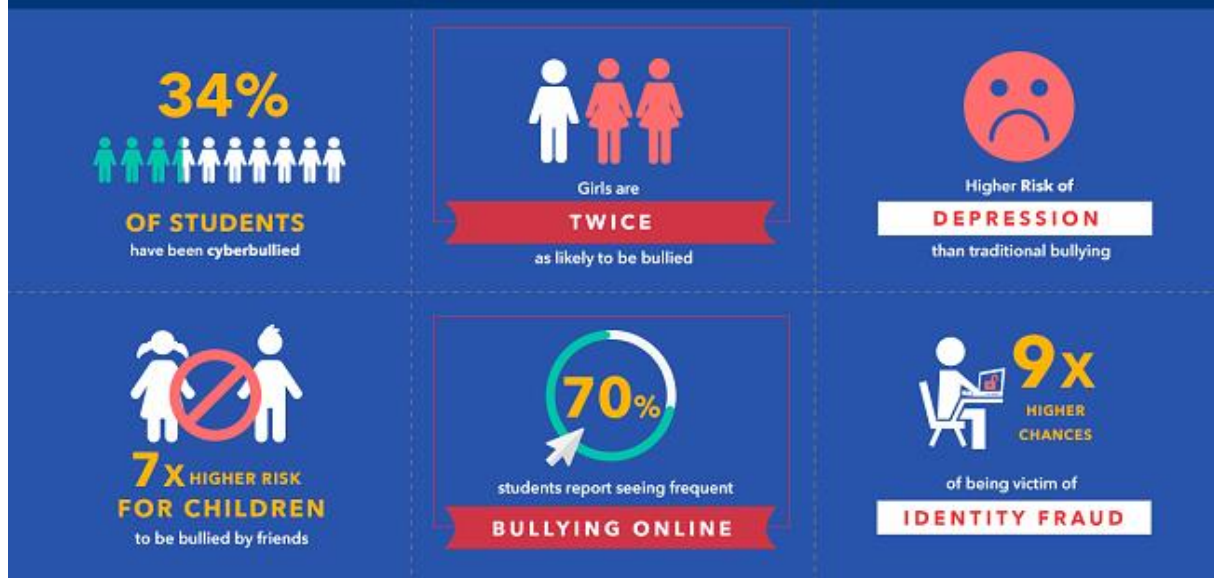 34%
OF STUDENTS
have been cyberbullied
Girls are
TWICE
as likely to be bullied
Higher Risk of
DEPRESSION
than traditional bullying
7X HIGHER RISK
FOR CHILDREN
to be bullied by friends
70%
students report seeing frequent
BULLYING ONLINE
9X
HIGHER
CHANCES
of being victim of
IDENTITY FRAUD